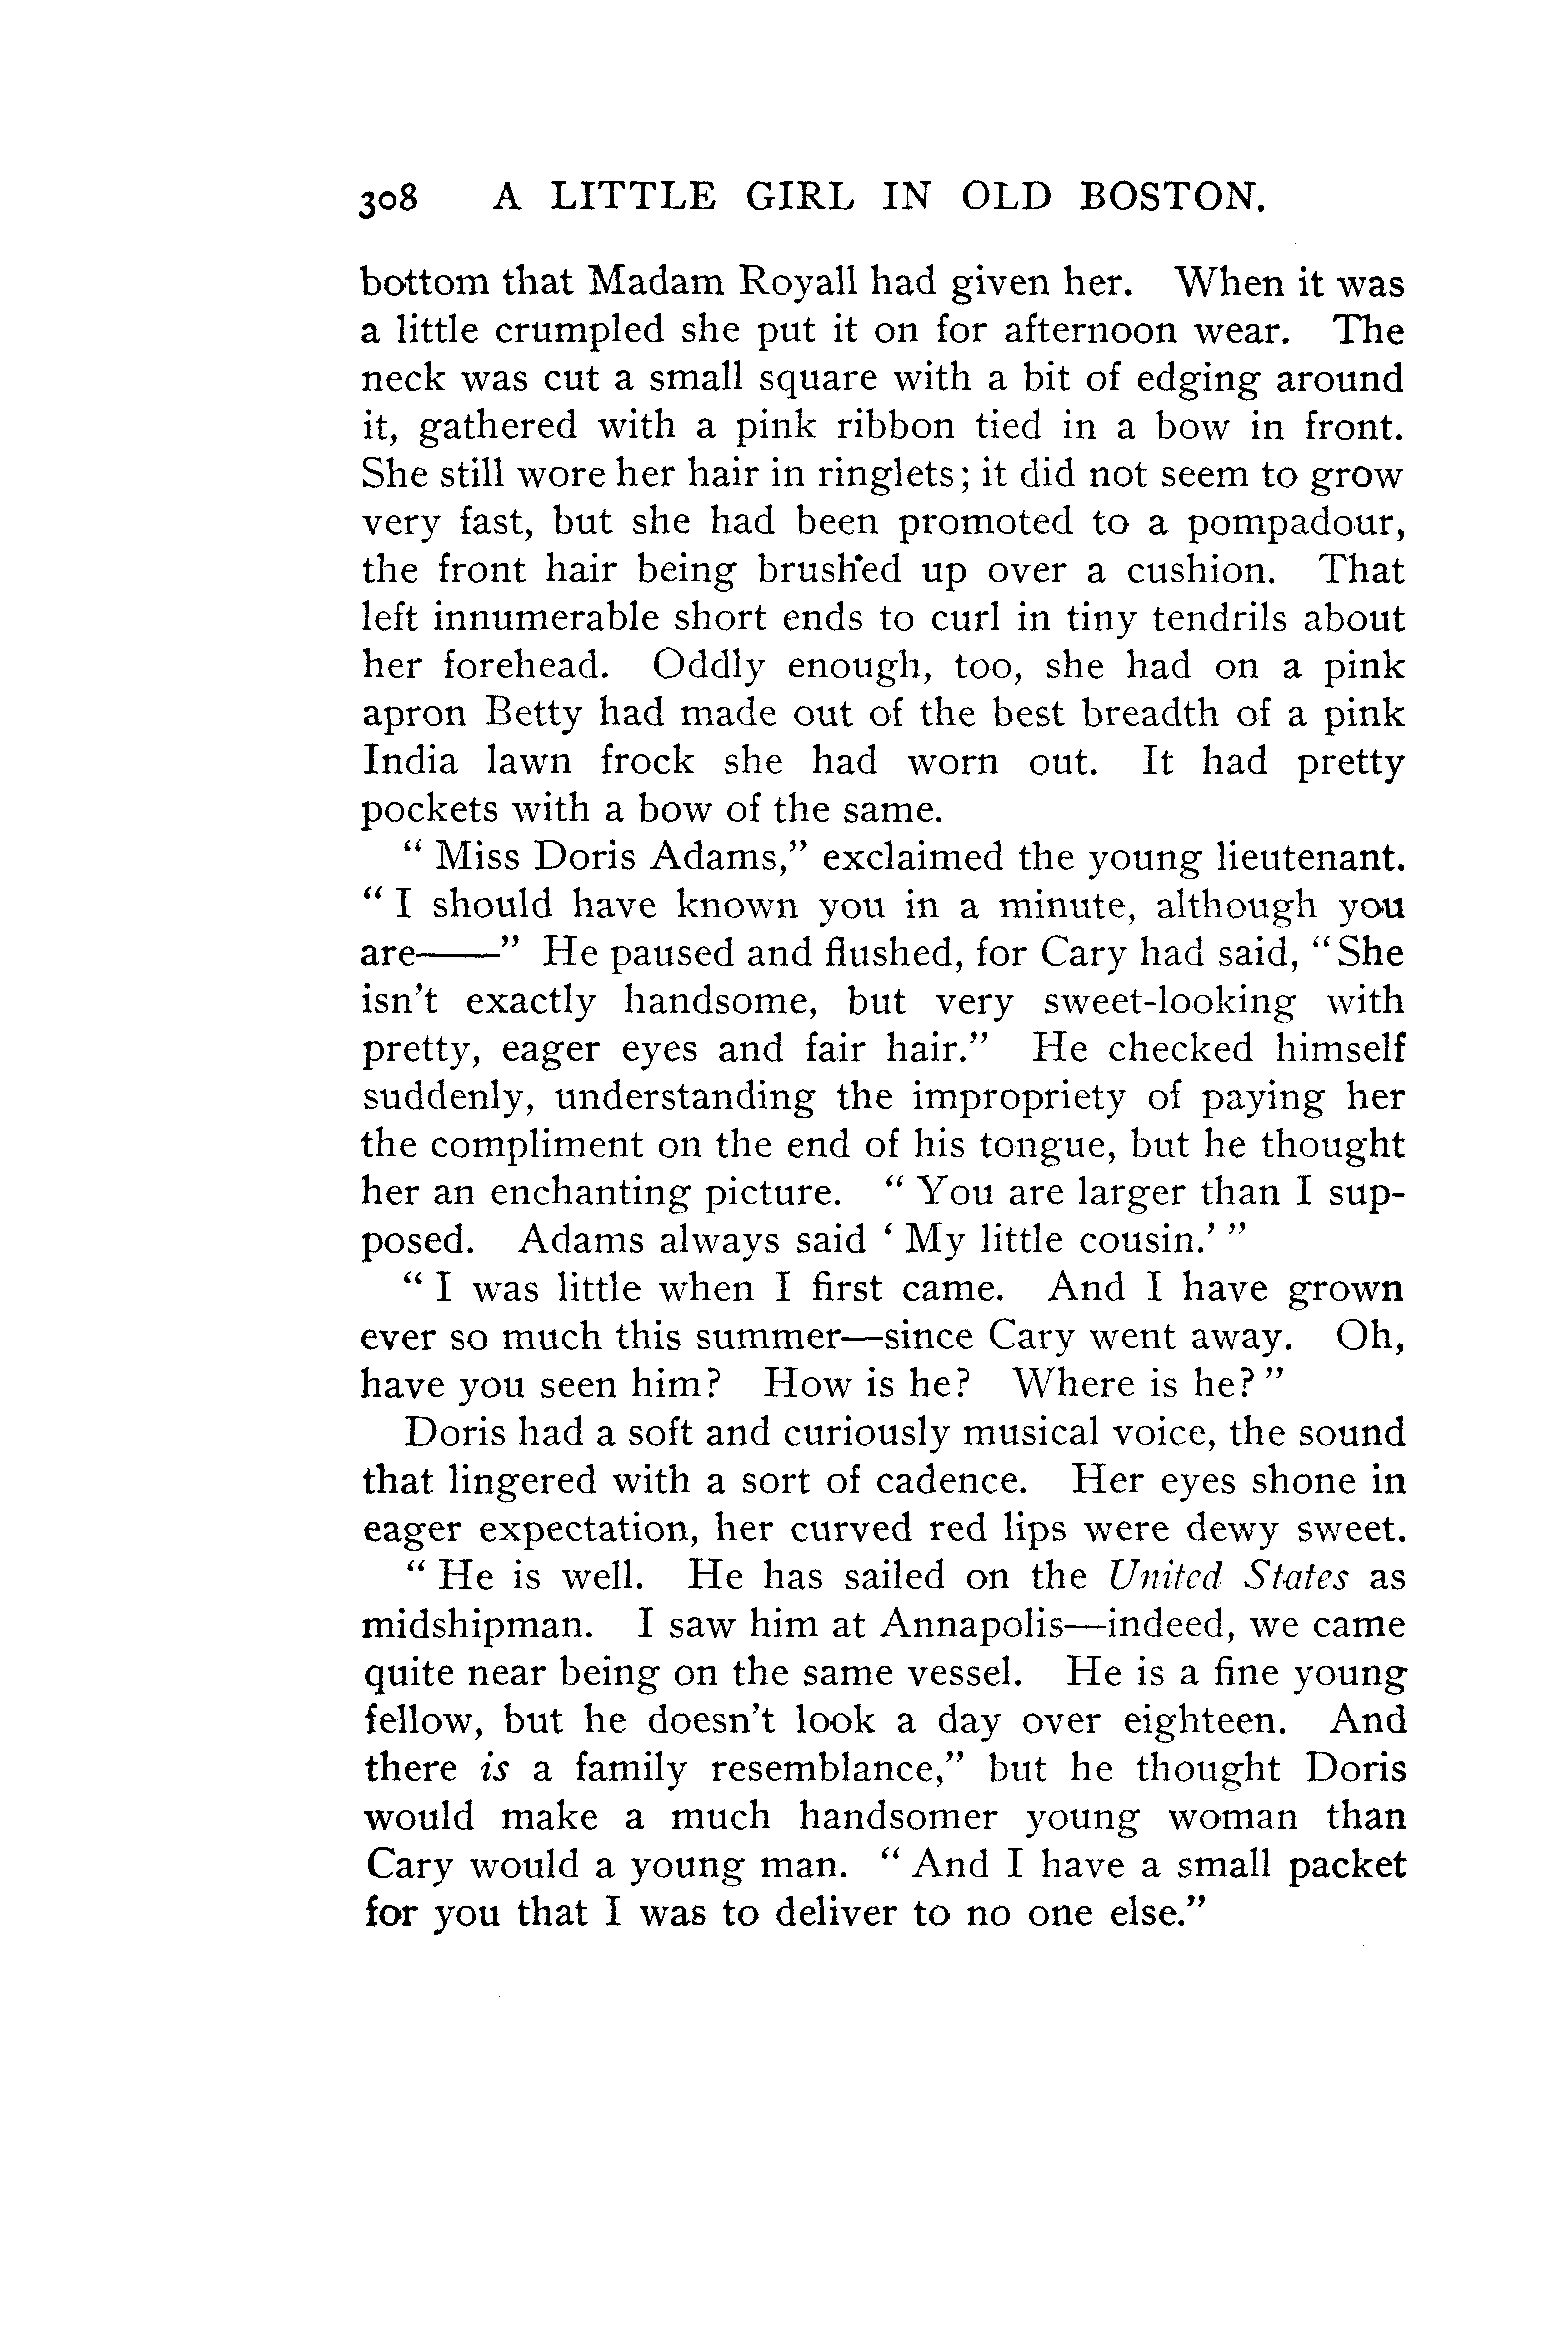 308 A LITTLE GIRL IN OLD BOSTON.
bottom that Madam Royall had given her. When it was
a little crumpled she put it on for afternoon wear. The
neck was cut a small square with a bit of edging around
it, gathered with a pink ribbon tied in a bow in front.
She still wore her hair in ringlets; it did not seem to grow
very fast, but she had been promoted to a pompadour,
the front hair being brushed up over a cushion. That
left innumerable short ends to curl in tiny tendrils about
her forehead. Oddly enough, too, she had on a pink
apron Betty had made out of the best breadth of a pink
India lawn frock she had worn out. It had pretty
pockets with a bow of the same.
“ Miss Doris Adams,” exclaimed the young lieutenant.
“ I should have known you in a minute, although you
are——” He paused and flushed, for Cary had said, “ She
isn’t exactly handsome, but very sweet-looking with
pretty, eager eyes and fair hair.” He checked himself
suddenly, understanding the impropriety of paying her
the compliment on the end of his tongue, but he thought
her an enchanting picture. “ You are larger than I sup-
posed. Adams always said ‘ My little cousin.’ ”
“ I was little when I first came. And I have grown
ever so much this summer—since Cary went away. Oh,
have you seen him? How is he? Where is he? ”
Doris had a soft and curiously musical voice, the sound
that lingered with a sort of cadence. Her eyes shone in
eager expectation, her curved red lips were dewy sweet.
“ He is well. He has sailed on the United States as
midshipman. I saw him at Annapolis—indeed, we came
quite near being on the same vessel. He is a fine young
fellow, but he doesn’t look a day over eighteen. And
there is a family resemblance,” but he thought Doris
would make a much handsomer young woman than
Cary would a young man. “ And I have a small packet
for you that I was to deliver to no one else.”